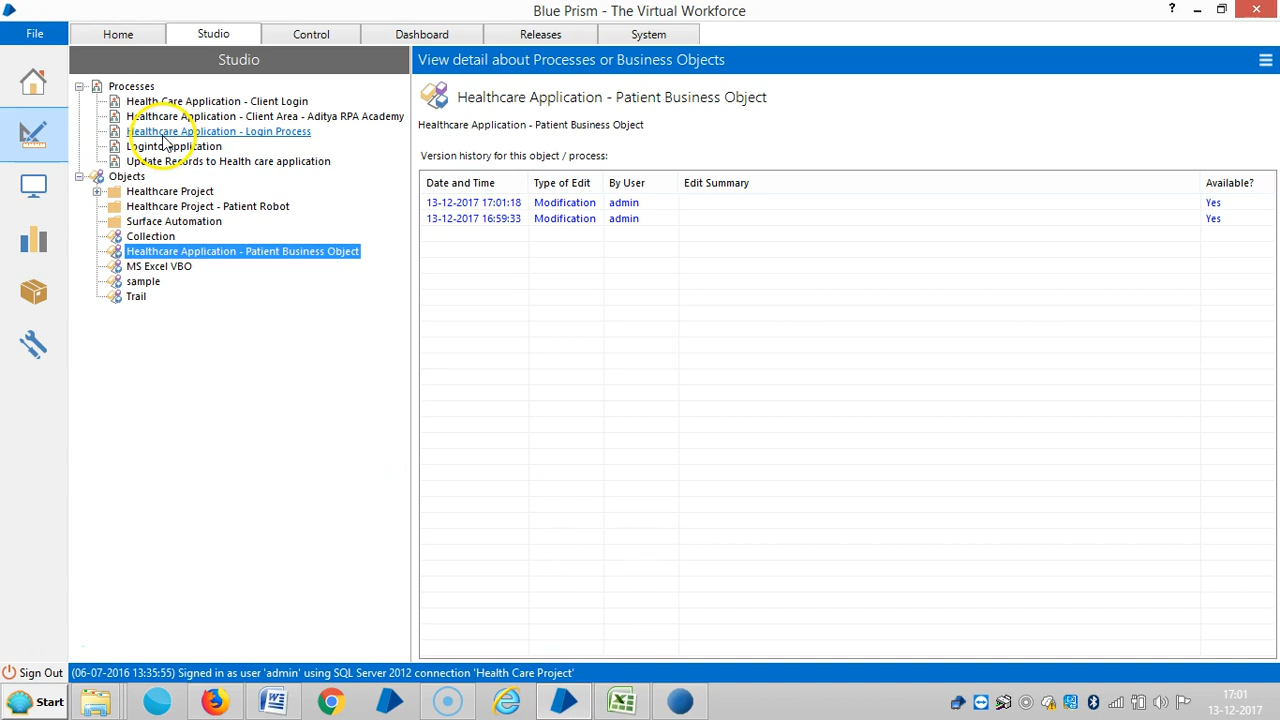 Blue Prism - The Virtual Workforce
?
File
Home
Studio
Control
Dashboard
Releases
System
Studio
Processes
Health Care Application - Client Login
Healthcare Application - Client Area - Aditya RPA Academy
Healthcare Application - Login Process
Loginto Application
Update Records to Health care application
Objects
Healthcare Project
Healthcare Project - Patient Robot
Surface Automation
Collection
Healthcare Application - Patient Business Object
MS Excel VBO
sample
Trail
View detail about Processes or Business Objects
Healthcare Application - Patient Business Object
Healthcare Application - Patient Business Object
Version history for this object / process:
Date and Time Type of Edit By User Edit Summary Available?
13-12-2017 17:01:18 Modification admin Yes
13-12-2017 16:59:33 Modification admin Yes
Sign Out (06-07-2016 13:35:55) Signed in as user 'admin' using SQL Server 2012 connection 'Health Care Project'
Start
17:01
13-12-2017